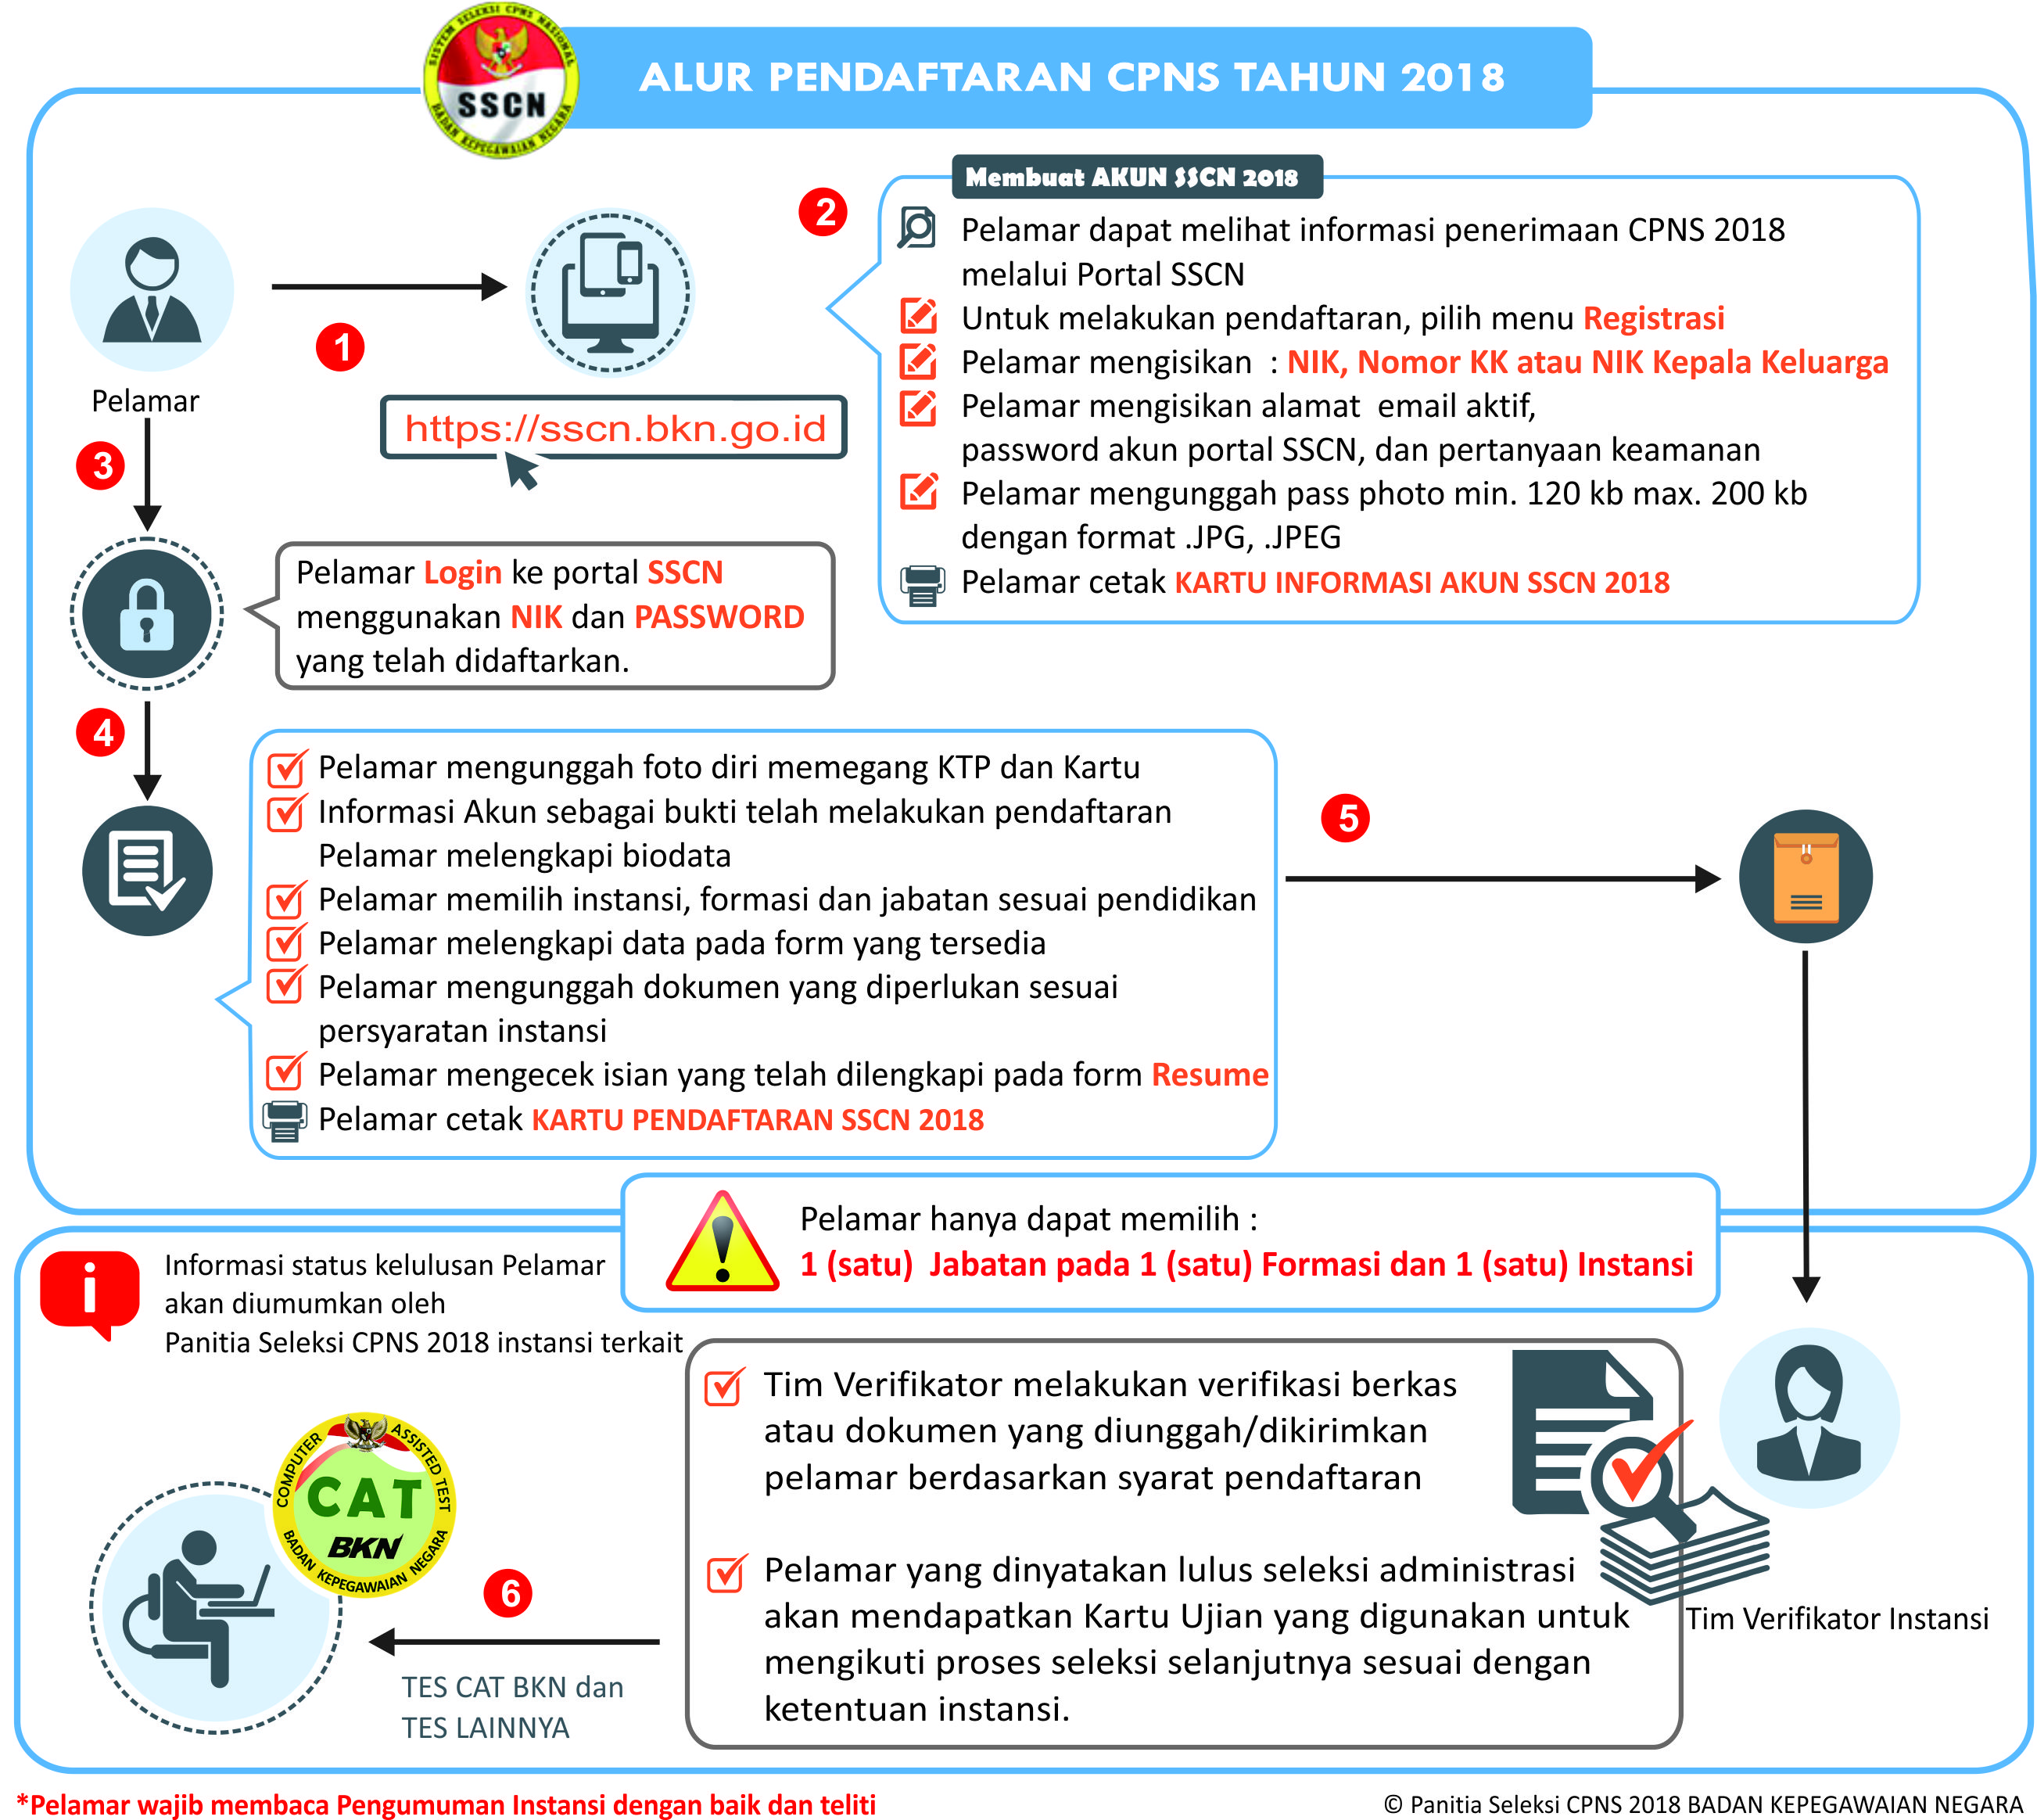 SISTEM SELEKSI CPNS NASIONAL
SSCN
BADAN KEPEGAWAIAN NEGARA
ALUR PENDAFTARAN CPNS TAHUN 2018
Pelamar
1
https://sscn.bkn.go.id
2
Membuat AKUN SSCN 2018
Pelamar dapat melihat informasi penerimaan CPNS 2018
melalui Portal SSCN
Untuk melakukan pendaftaran, pilih menu Registrasi
Pelamar mengisikan : NIK, Nomor KK atau NIK Kepala Keluarga
Pelamar mengisikan alamat email aktif,
password akun portal SSCN, dan pertanyaan keamanan
Pelamar mengunggah pass photo min. 120 kb max. 200 kb
dengan format .JPG, .JPEG
Pelamar cetak KARTU INFORMASI AKUN SSCN 2018
3
Pelamar Login ke portal SSCN
menggunakan NIK dan PASSWORD
yang telah didaftarkan.
4
Pelamar mengunggah foto diri memegang KTP dan Kartu
Informasi Akun sebagai bukti telah melakukan pendaftaran
Pelamar melengkapi biodata
Pelamar memilih instansi, formasi dan jabatan sesuai pendidikan
Pelamar melengkapi data pada form yang tersedia
Pelamar mengunggah dokumen yang diperlukan sesuai
persyaratan instansi
Pelamar mengecek isian yang telah dilengkapi pada form Resume
Pelamar cetak KARTU PENDAFTARAN SSCN 2018
5
Pelamar hanya dapat memilih :
1 (satu) Jabatan pada 1 (satu) Formasi dan 1 (satu) Instansi
i
Informasi status kelulusan Pelamar
akan diumumkan oleh
Panitia Seleksi CPNS 2018 instansi terkait
Tim Verifikator melakukan verifikasi berkas
atau dokumen yang diunggah/dikirimkan
pelamar berdasarkan syarat pendaftaran
Pelamar yang dinyatakan lulus seleksi administrasi
akan mendapatkan Kartu Ujian yang digunakan untuk
mengikuti proses seleksi selanjutnya sesuai dengan
ketentuan instansi.
Tim Verifikator Instansi
6
TES CAT BKN dan
TES LAINNYA
COMPUTER ASSISTED TEST
CAT
BKN
BADAN KEPEGAWAIAN NEGARA
*Pelamar wajib membaca Pengumuman Instansi dengan baik dan teliti
© Panitia Seleksi CPNS 2018 BADAN KEPEGAWAIAN NEGARA